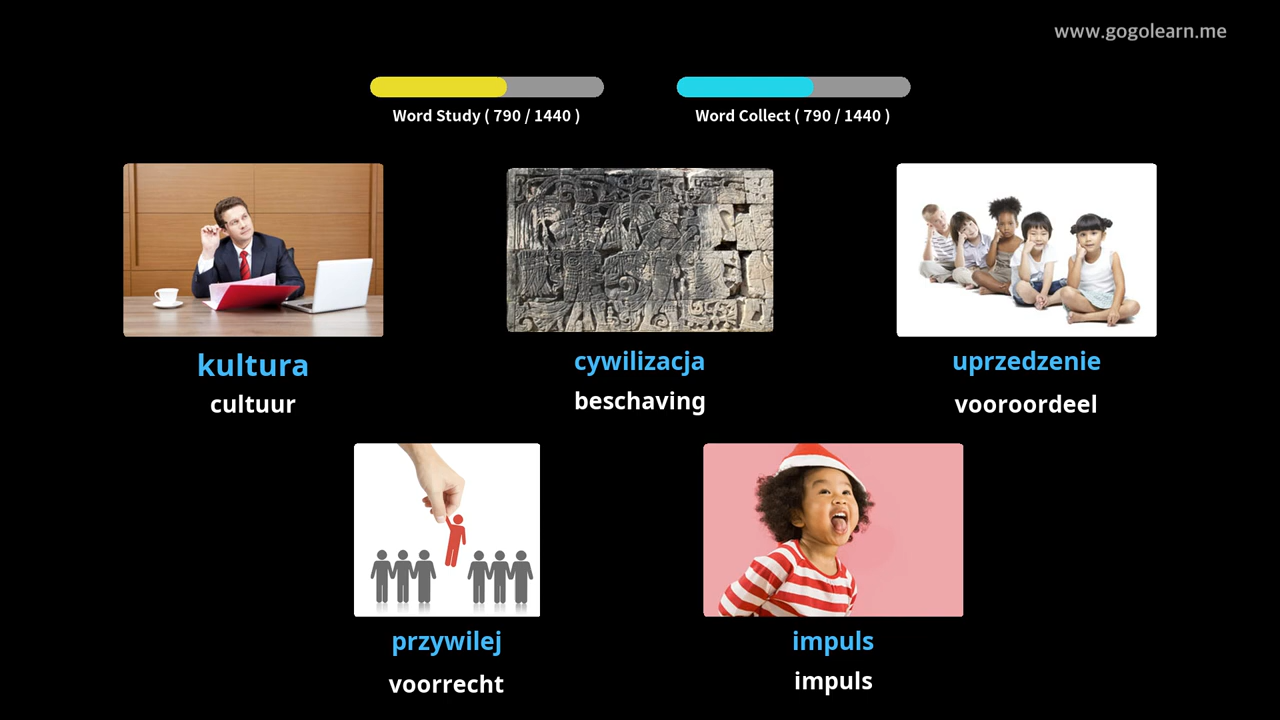 www.gogolearn.me
Word Study ( 790 / 1440 )
Word Collect ( 790 / 1440 )
kultura
cultuur
cywilizacja
beschaving
uprzedzenie
vooroordeel
przywilej
voorrecht
impuls
impuls